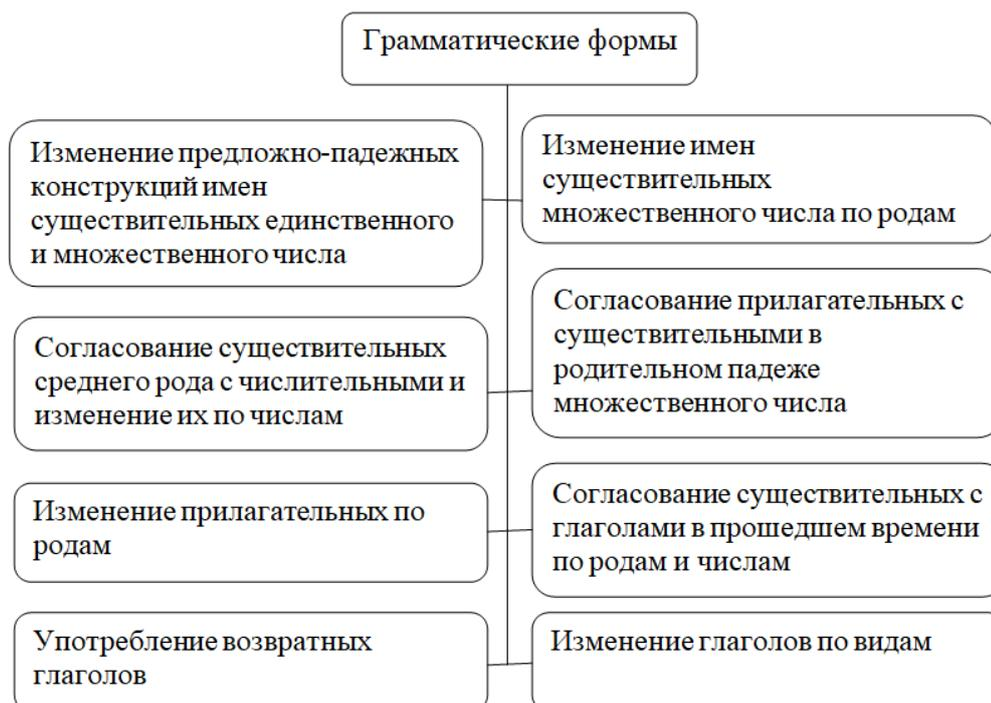 Грамматические формы
Изменение предложно-падежных
конструкций имен
существительных единственного
и множественного числа
Изменение имен
существительных
множественного числа по родам
Согласование существительных
среднего рода с числительными и
изменение их по числам
Согласование прилагательных с
существительными в
родительном падеже
множественного числа
Изменение прилагательных по
родам
Согласование существительных с
глаголами в прошедшем времени
по родам и числам
Употребление возвратных
глаголов
Изменение глаголов по видам